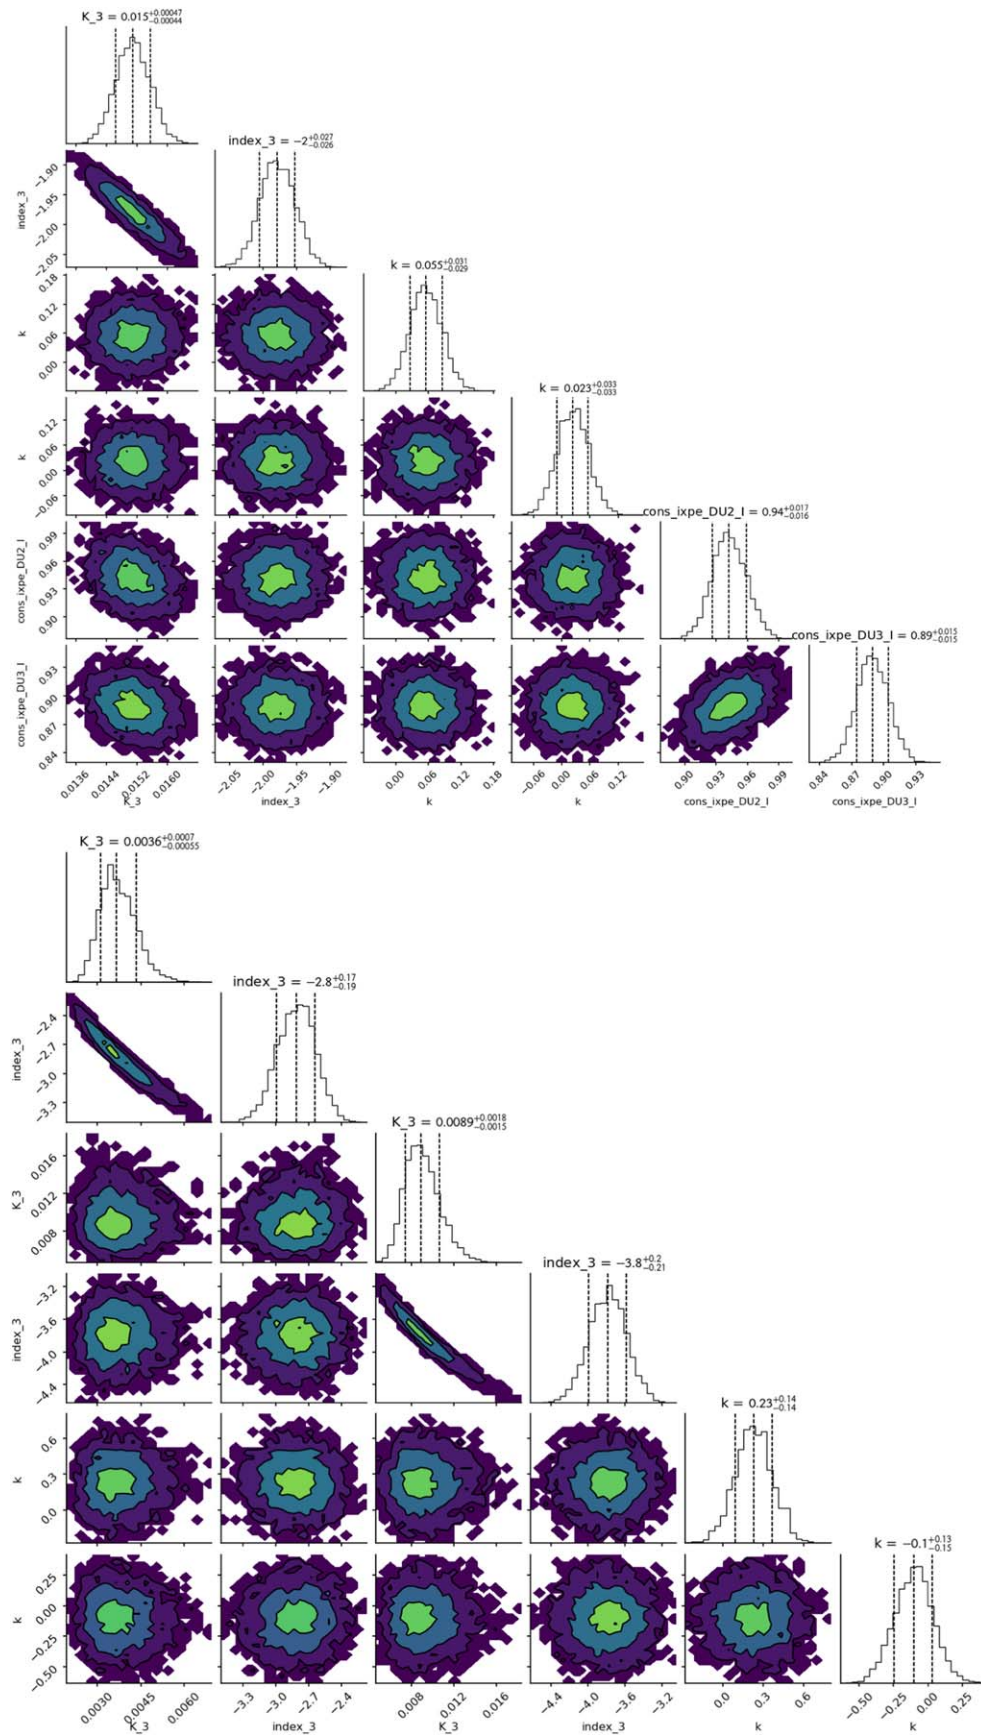 K_3 = 0.015+0.00047−0.00044
index_3 = −2+0.027−0.026
−1.90
−1.95
−2.00
−2.05
index_3
k = 0.055+0.031−0.029
0.18
0.12
0.06
0.00
k
k = 0.023+0.033−0.033
0.12
0.06
0.00
−0.06
k
cons_ixpe_DU2_I = 0.94+0.017−0.016
0.99
0.96
0.93
0.90
cons_ixpe_DU2_I
cons_ixpe_DU3_I = 0.89+0.015−0.015
0.93
0.90
0.87
0.84
cons_ixpe_DU3_I
0.0136 0.0144 0.0152 0.0160
−2.05 −2.00 −1.95 −1.90
0.00 0.06 0.12 0.18
−0.06 0.00 0.06 0.12
0.90 0.93 0.96 0.99
0.84 0.87 0.90 0.93
K_3 index_3 k k cons_ixpe_DU2_I cons_ixpe_DU3_I
K_3 = 0.0036+0.0007−0.00055
index_3 = −2.8+0.17−0.19
−2.4
−2.7
−3.0
−3.3
index_3
K_3 = 0.0089+0.0018−0.0015
0.016
0.012
0.008
K_3
index_3 = −3.8+0.2−0.21
−3.2
−3.6
−4.0
−4.4
index_3
k = 0.23+0.14−0.14
0.6
0.3
0.0
k
k = −0.1+0.13−0.15
0.25
0.00
−0.25
−0.50
k
0.0030 0.0045 0.0060
−3.3 −3.0 −2.7 −2.4
0.008 0.012 0.016
−4.4 −4.0 −3.6 −3.2
0.0 0.3 0.6
−0.50 −0.25 0.00 0.25
K_3 index_3 K_3 index_3 k k